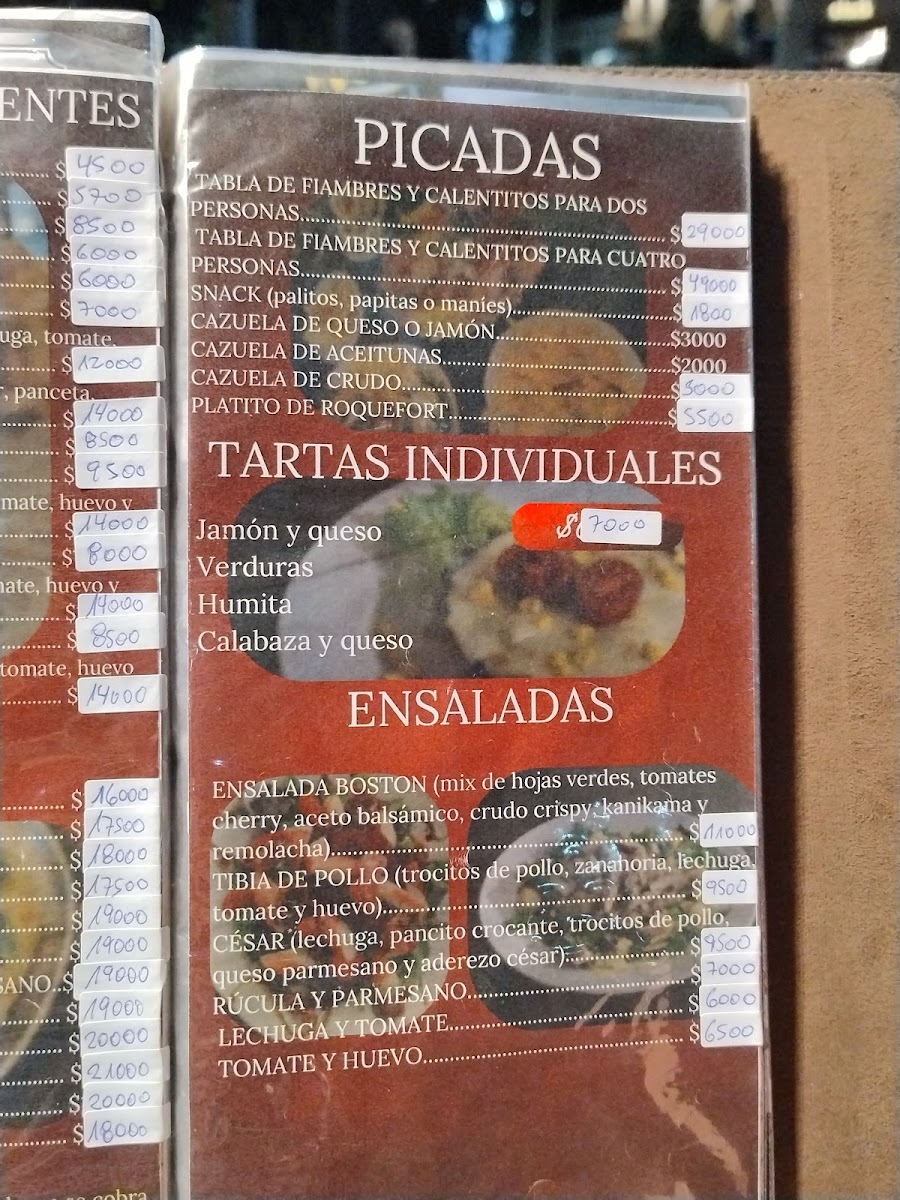 ENTES
$ 4500
$ 5700
$ 8500
$ 6000
$ 6000
$ 7000
uga, tomate,
$ 12000
, panceta,
$ 14000
$ 8500
$ 9500
mate, huevo y
$ 14000
$ 8000
mate, huevo y
$ 14000
$ 8500
tomate, huevo
$ 14000
$ 16000
$ 17500
$ 18000
$ 17500
$ 19000
$ 19000
SANO..$ 19000
$ 19000
$ 20000
$ 21000
$ 20000
$ 18000
cobra
PICADAS
TABLA DE FIAMBRES Y CALENTITOS PARA DOS
PERSONAS.......... $ 29000
TABLA DE FIAMBRES Y CALENTITOS PARA CUATRO
PERSONAS.......... $ 49000
SNACK (palitos, papitas o maníes).......... $ 1800
CAZUELA DE QUESO O JAMÓN..........$3000
CAZUELA DE ACEITUNAS..........$2000
CAZUELA DE CRUDO..........$ 3000
PLATITO DE ROQUEFORT..........$ 5500
TARTAS INDIVIDUALES
Jamón y queso $ 7000
Verduras
Humita
Calabaza y queso
ENSALADAS
ENSALADA BOSTON (mix de hojas verdes, tomates
cherry, aceto balsámico, crudo crispy, kanikama y
remolacha).......... $ 11000
TIBIA DE POLLO (trocitos de pollo, zanahoria, lechuga,
tomate y huevo).......... $ 9500
CÉSAR (lechuga, pancito crocante, trocitos de pollo,
queso parmesano y aderezo césar).......... $ 9500
RÚCULA Y PARMESANO.......... $ 7000
LECHUGA Y TOMATE.......... $ 6000
TOMATE Y HUEVO.......... $ 6500